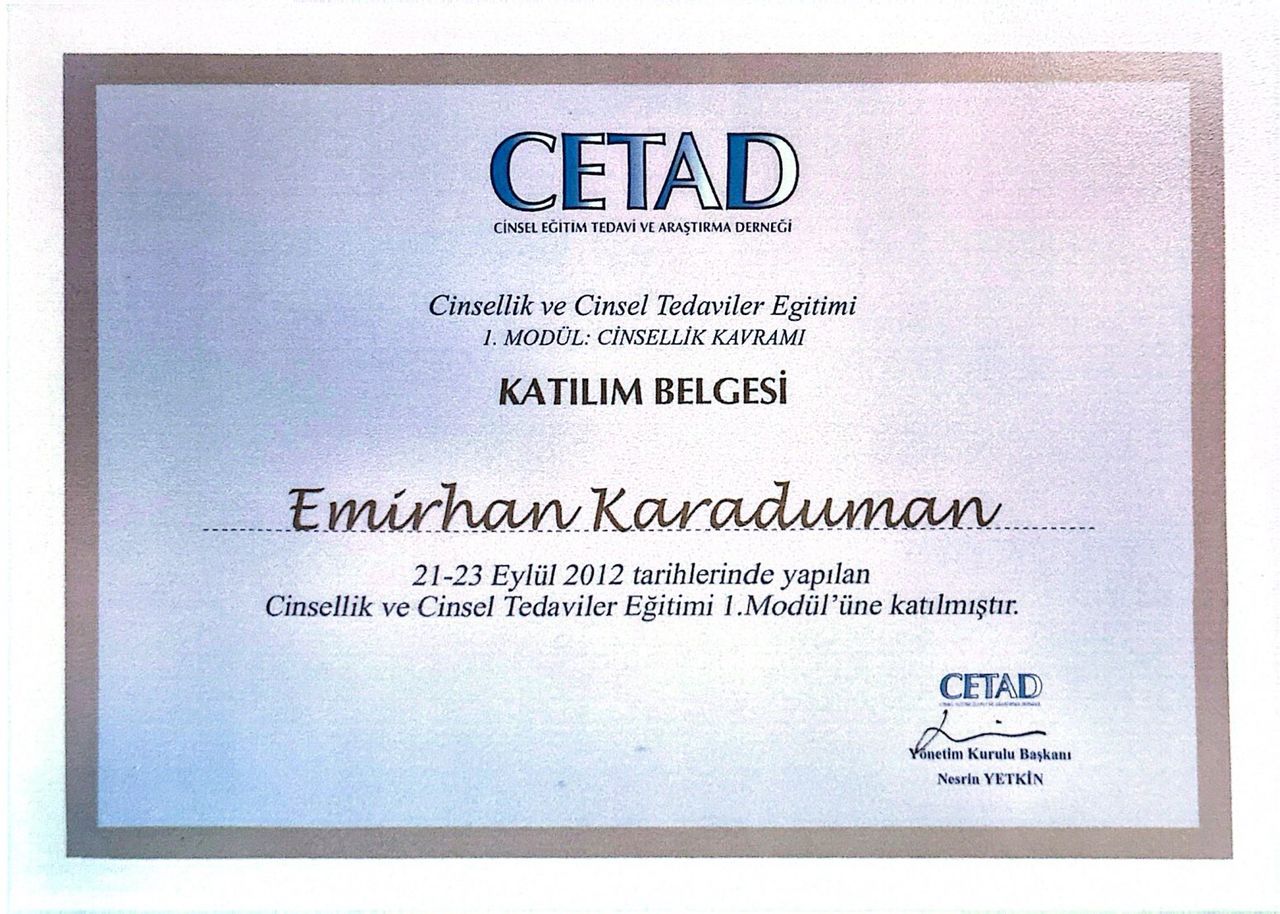 CETAD
CİNSEL EĞİTİM TEDAVİ VE ARAŞTIRMA DERNEĞİ
Cinsellik ve Cinsel Tedaviler Egitimi
1. MODÜL: CİNSELLİK KAVRAMI
KATILIM BELGESİ
Emirhan Karaduman
21-23 Eylül 2012 tarihlerinde yapılan
Cinsellik ve Cinsel Tedaviler Eğitimi 1.Modül’üne katılmıştır.
CETAD
Yönetim Kurulu Başkanı
Nesrin YETKİN